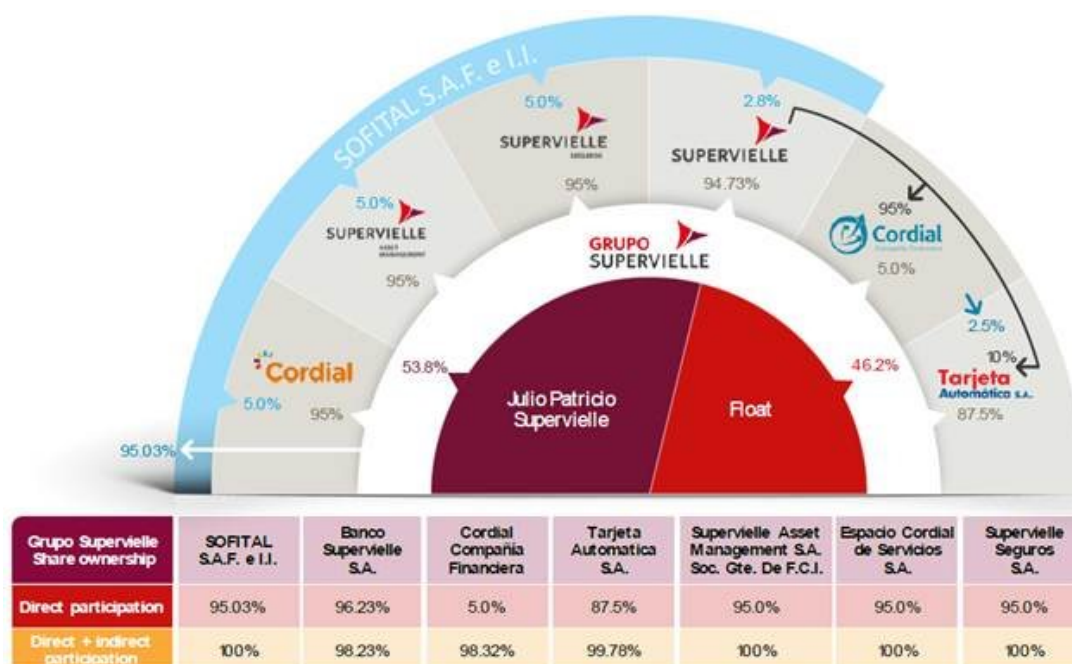 SOFITAL S.A.F. e I.I.
5.0%
2.8%
SUPERVIELLE
SEGUROS
SUPERVIELLE
95%
94.73%
5.0%
SUPERVIELLE
ASSET
MANAGEMENT
95%
95%
Cordial
5.0%
GRUPO
SUPERVIELLE
2.5%
10%
Tarjeta
Automática S.A.
87.5%
Cordial
5.0%
95%
53.8%
46.2%
Julio Patricio
Supervielle
Float
95.03%
Grupo Supervielle
Share ownership
SOFITAL
S.A.F. e I.I.
Banco
Supervielle
S.A.
Cordial
Compañía
Financiera
Tarjeta
Automatica
S.A.
Supervielle Asset
Management S.A.
Soc. Gte. De F.C.I.
Espacio Cordial
de Servicios
S.A.
Supervielle
Seguros
S.A.
Direct participation
95.03%
96.23%
5.0%
87.5%
95.0%
95.0%
95.0%
Direct + indirect
participation
100%
98.23%
98.32%
99.78%
100%
100%
100%